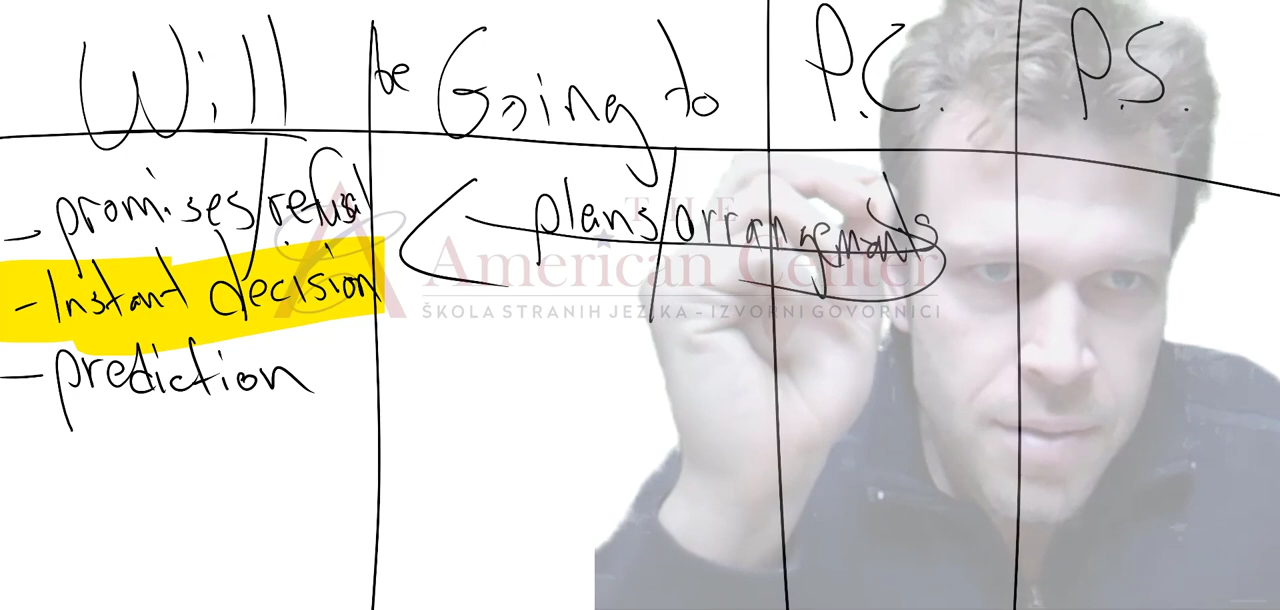 Will be Going to P.C. P.S.
- promises/refusal
- plans/arrangements
- Instant decision
- prediction
THE
American Center
ŠKOLA STRANIH JEZIKA – IZVORNI GOVORNICI